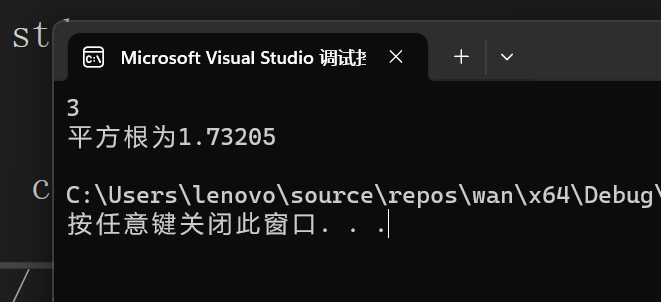 st
Microsoft Visual Studio 调试
3
平方根为1.73205
c
C:\Users\lenovo\source\repos\wan\x64\Debug\
按任意键关闭此窗口. . .
/